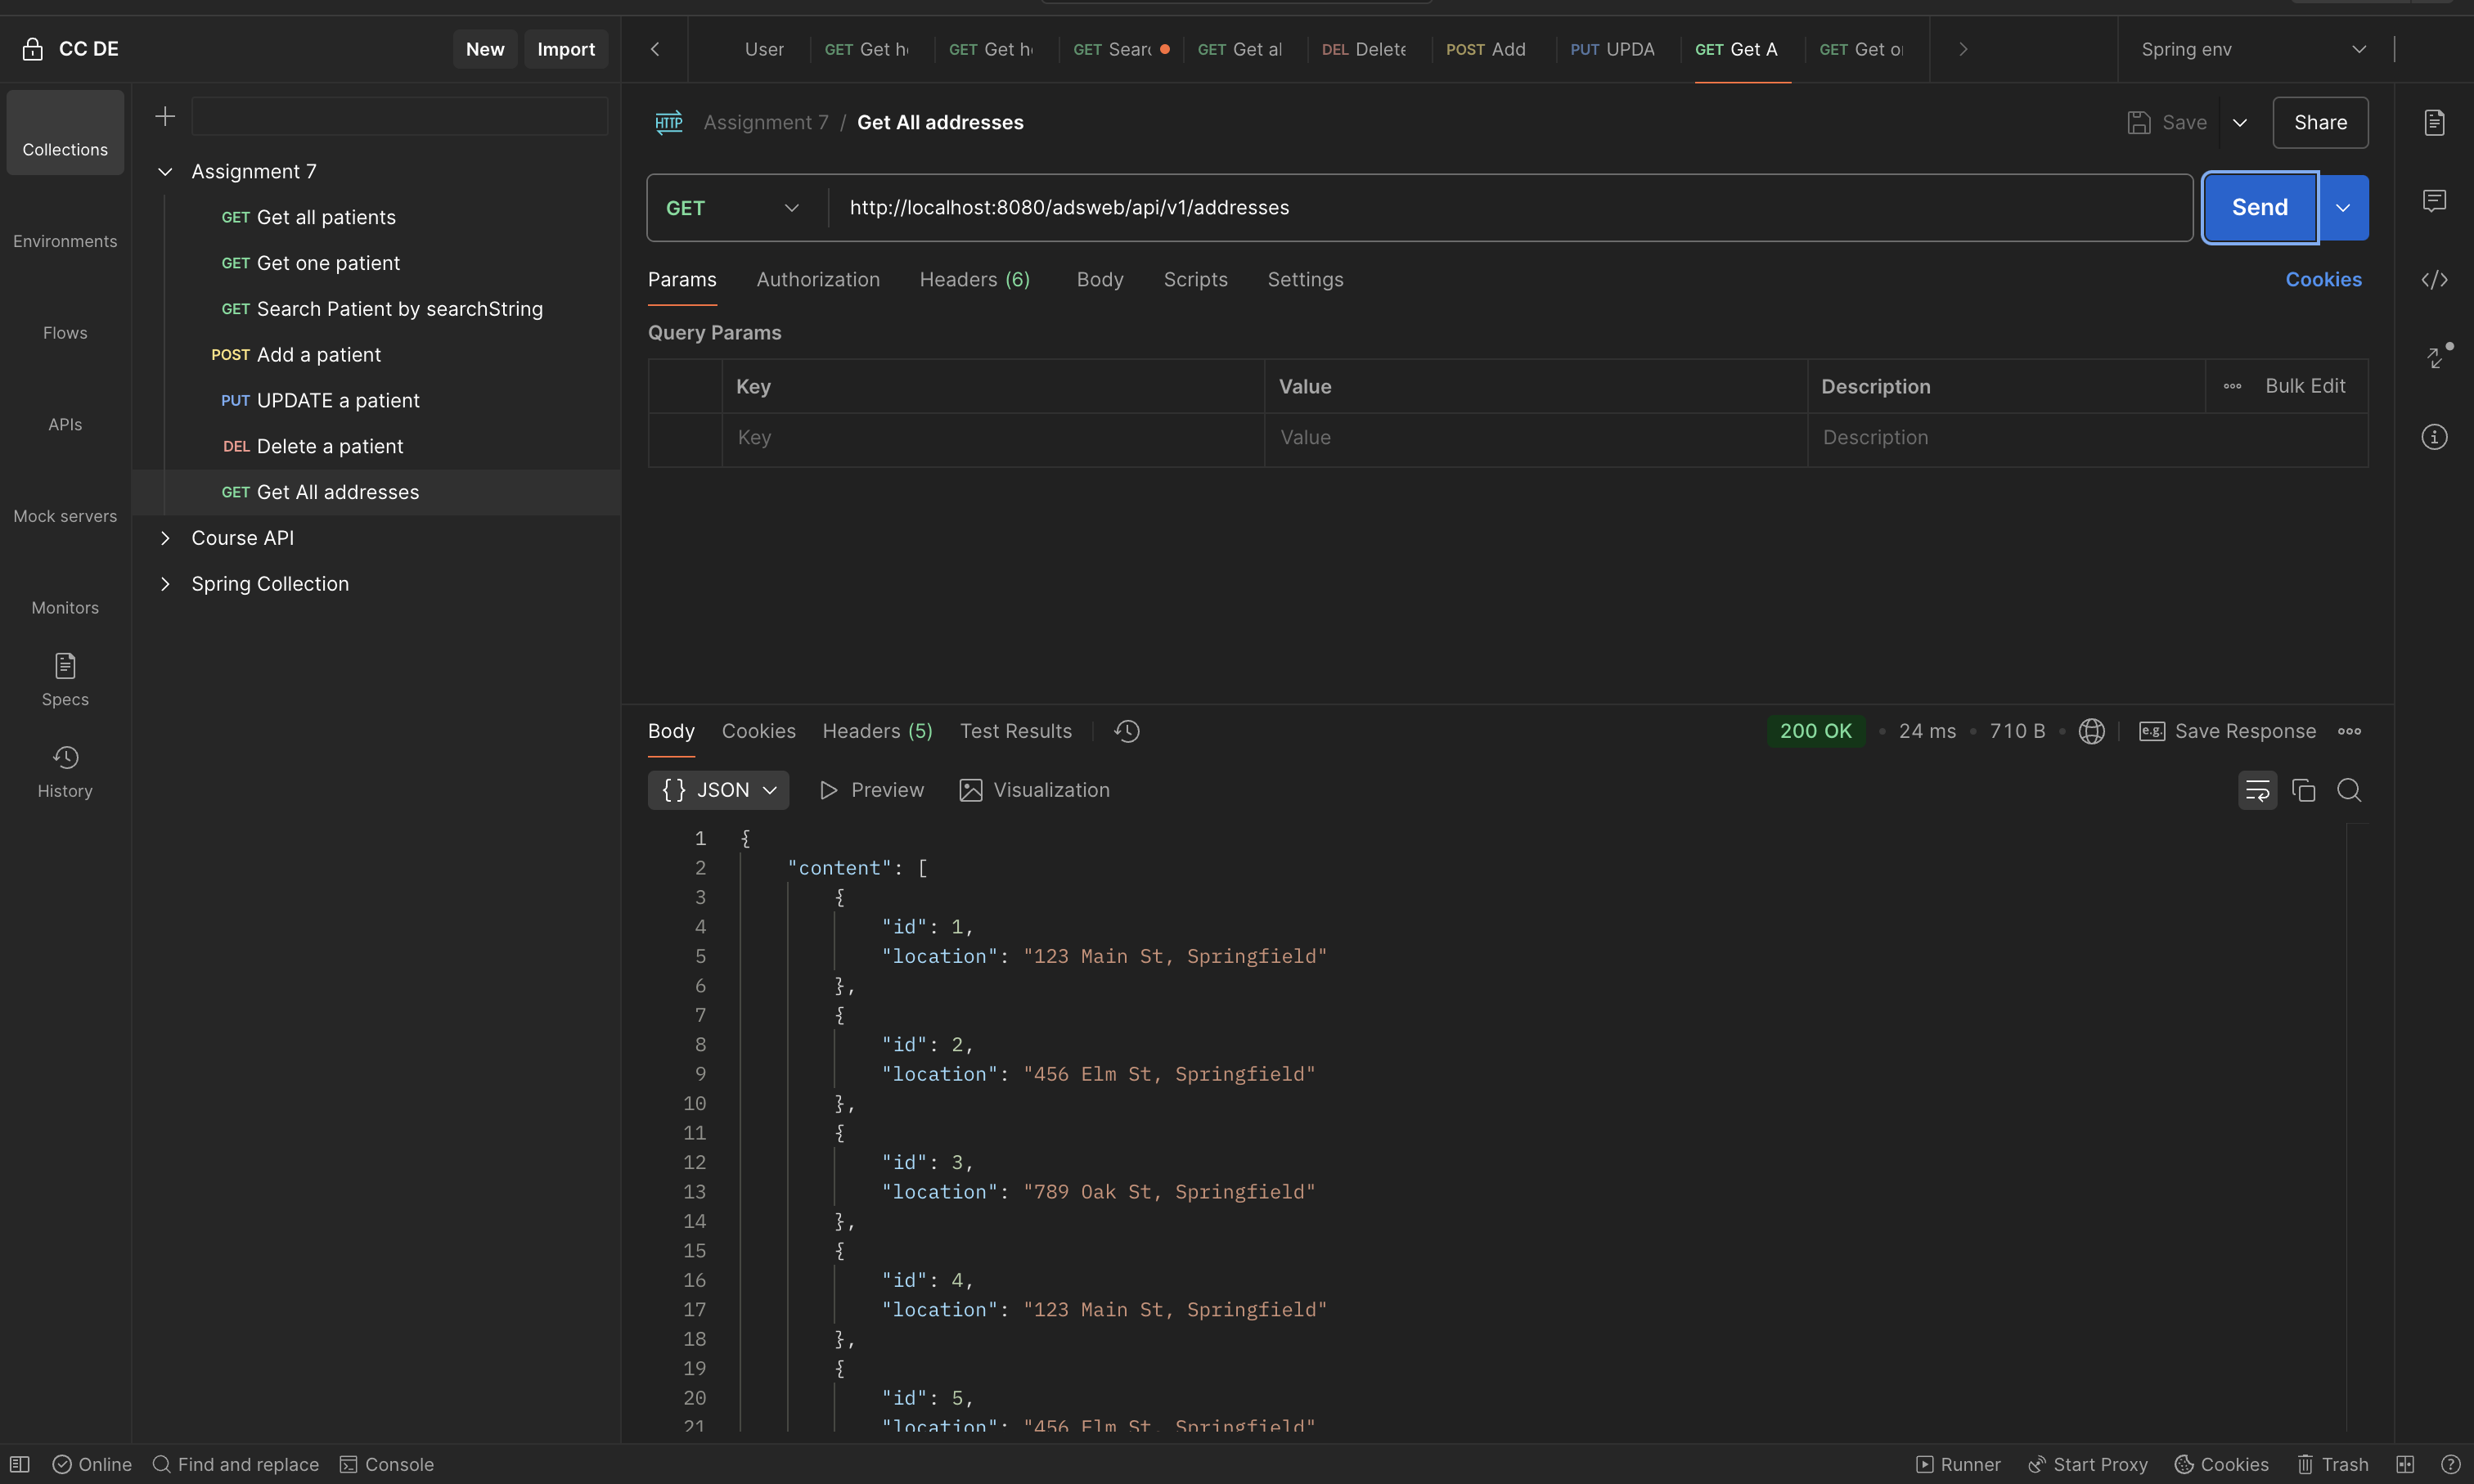 CC DE
New
Import
User
GET Get h
GET Get h
GET Sear
GET Get al
DEL Delete
POST Add
PUT UPDA
GET Get A
GET Get o
Spring env
Collections
Environments
Flows
APIs
Mock servers
Monitors
Specs
History
Assignment 7
GET Get all patients
GET Get one patient
GET Search Patient by searchString
POST Add a patient
PUT UPDATE a patient
DEL Delete a patient
GET Get All addresses
Course API
Spring Collection
HTTP Assignment 7 / Get All addresses
Save
Share
GET http://localhost:8080/adsweb/api/v1/addresses
Send
Params Authorization Headers (6) Body Scripts Settings
Cookies
Query Params
Key Value Description Bulk Edit
Key Value Description
Body Cookies Headers (5) Test Results
200 OK • 24 ms • 710 B • e.g. Save Response
{} JSON Preview Visualization
1 {
2 "content": [
3 {
4 "id": 1,
5 "location": "123 Main St, Springfield"
6 },
7 {
8 "id": 2,
9 "location": "456 Elm St, Springfield"
10 },
11 {
12 "id": 3,
13 "location": "789 Oak St, Springfield"
14 },
15 {
16 "id": 4,
17 "location": "123 Main St, Springfield"
18 },
19 {
20 "id": 5,
21 "location": "456 Elm St, Springfield"
Online Find and replace Console
Runner Start Proxy Cookies Trash